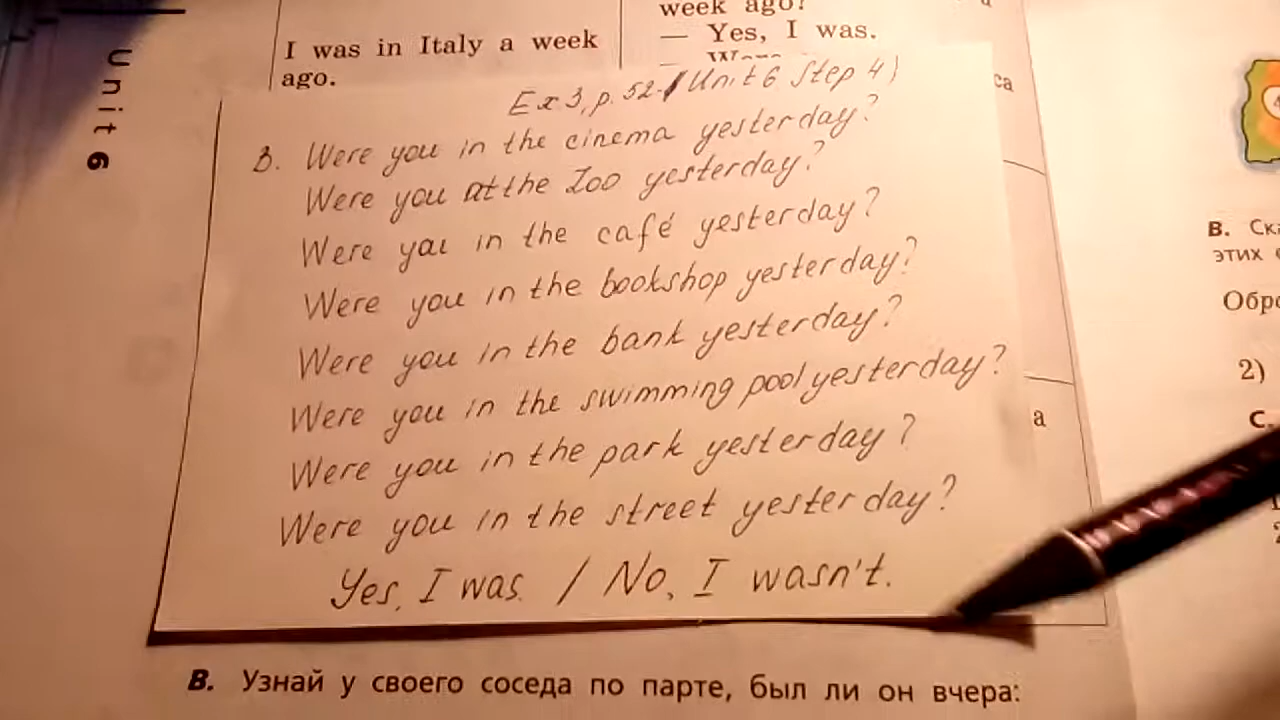 Unit 6
I was in Italy a week
ago.
week ago?
— Yes, I was.
Ex 3, p. 52 (Unit 6 Step 4)
3. Were you in the cinema yesterday?
Were you at the Zoo yesterday?
Were you in the café yesterday?
Were you in the bookshop yesterday?
Were you in the bank yesterday?
Were you in the swimming pool yesterday?
Were you in the park yesterday?
Were you in the street yesterday?
Yes, I was. / No, I wasn't.
B. Узнай у своего соседа по парте, был ли он вчера:
са
а
B.
этих
2)
C.